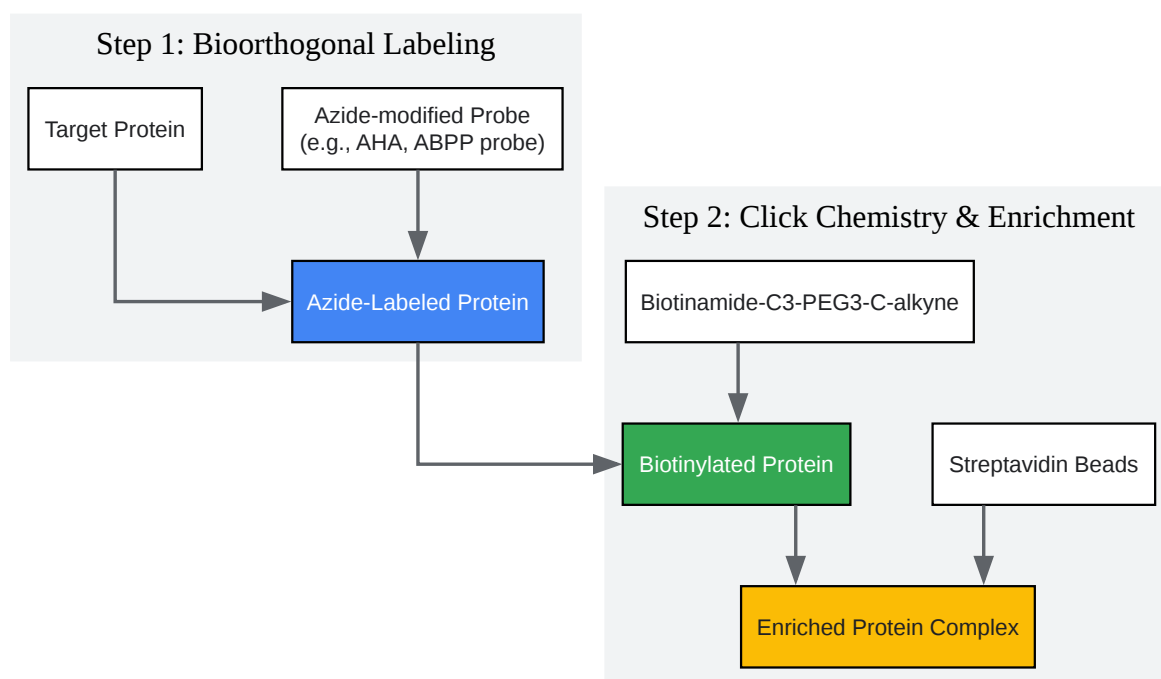 Step 1: Bioorthogonal Labeling
Target Protein
Azide-modified Probe
(e.g., AHA, ABPP probe)
Azide-Labeled Protein
Step 2: Click Chemistry & Enrichment
Biotinamide-C3-PEG3-C-alkyne
Biotinylated Protein
Streptavidin Beads
Enriched Protein Complex